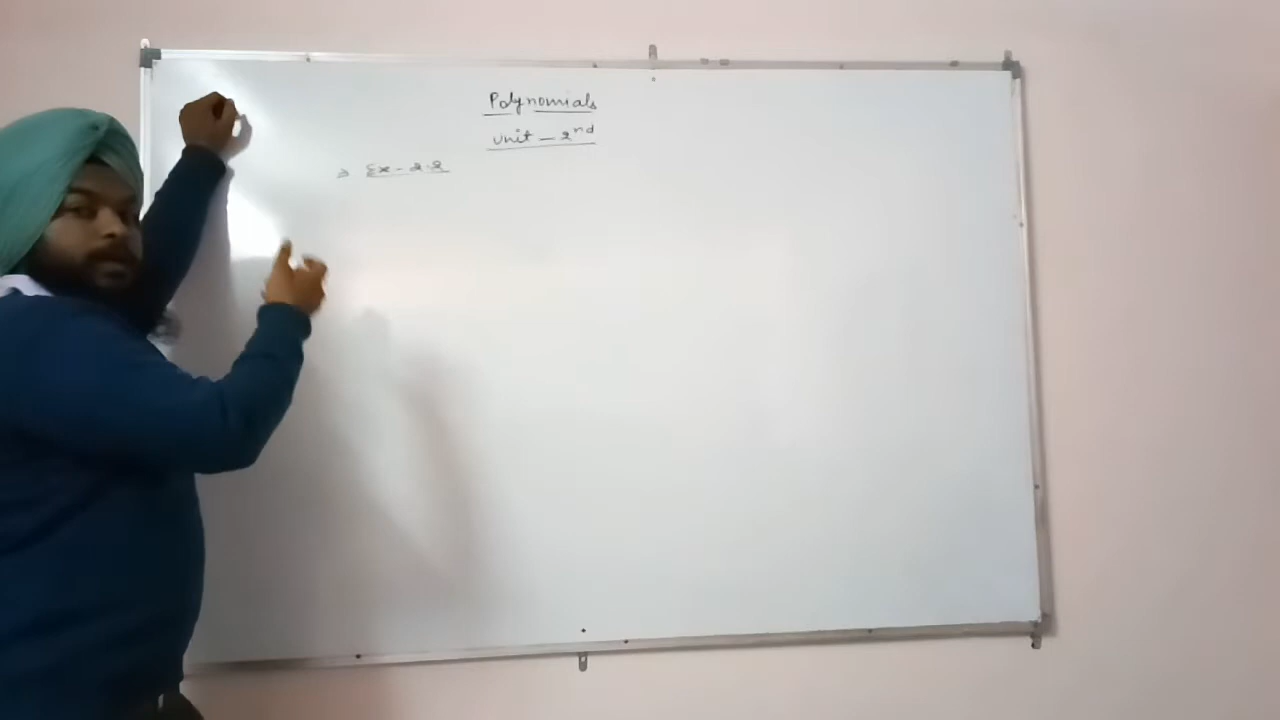 Polynomials
Unit - 2nd
⇒ Ex - 2.2